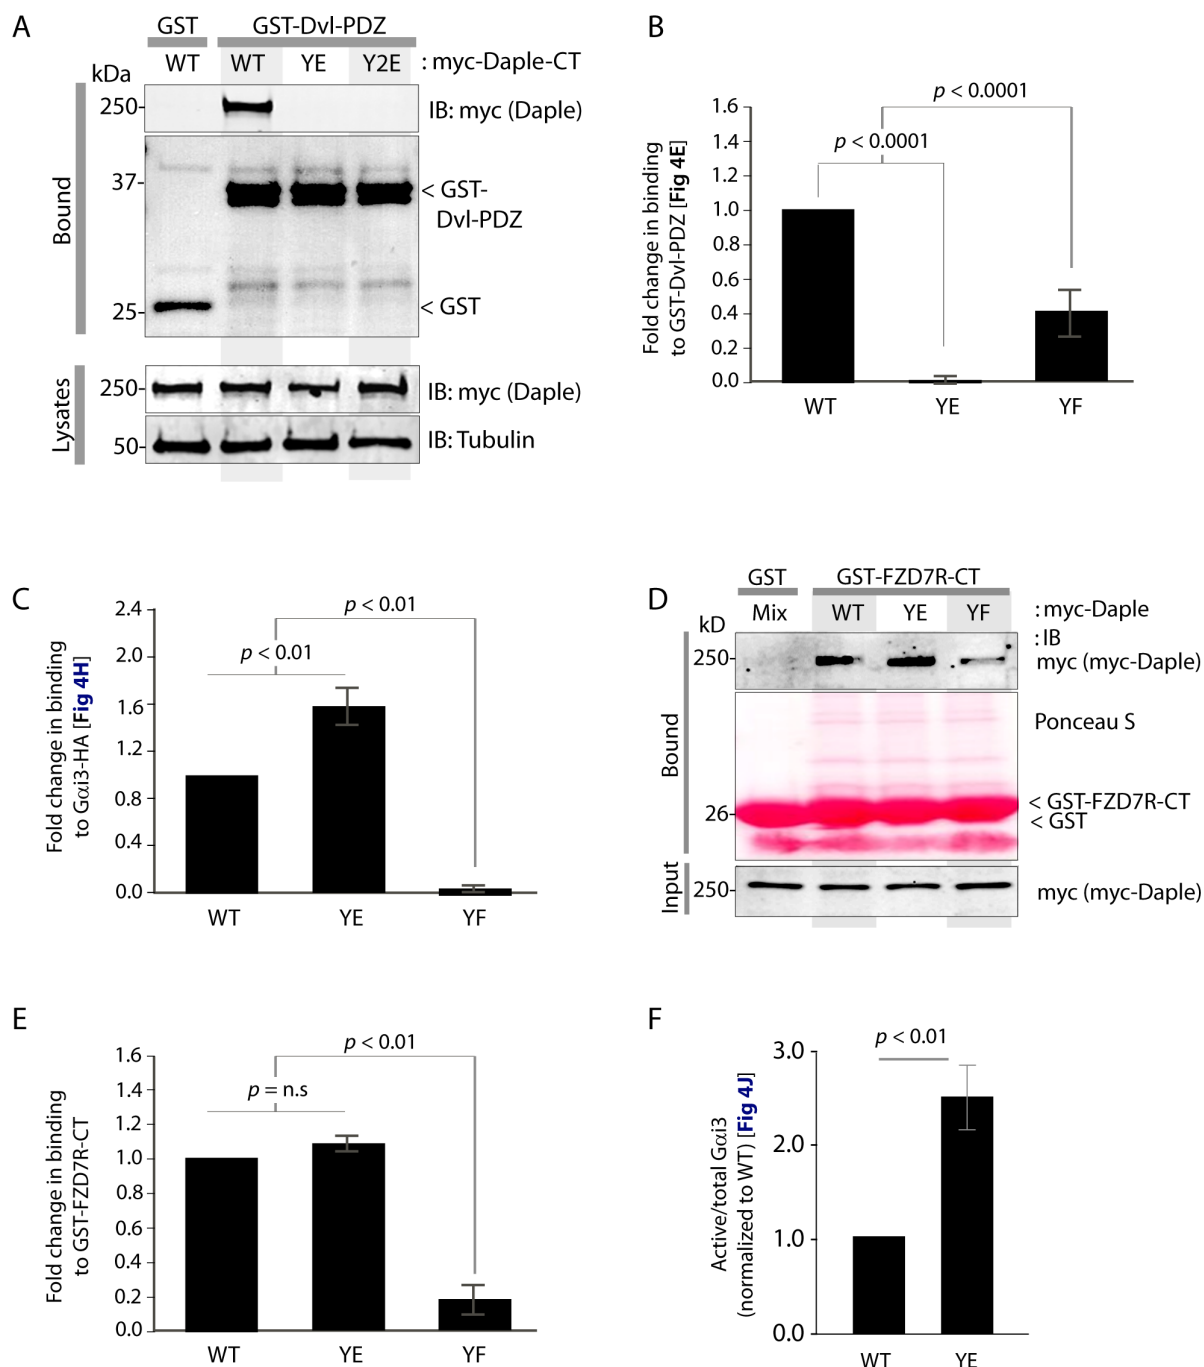 A
GST
GST-Dvl-PDZ
kDa
WT
WT
YE
Y2E
: myc-Daple-CT
Bound
250-
IB: myc (Daple)
37-
< GST-
Dvl-PDZ
25-
< GST
Lysates
250-
IB: myc (Daple)
50-
IB: Tubulin
B
Fold change in binding
to GST-Dvl-PDZ [Fig 4E]
p < 0.0001
p < 0.0001
1.6
1.4
1.2
1.0
0.8
0.6
0.4
0.2
0.0
WT
YE
YF
C
Fold change in binding
to Gαi3-HA [Fig 4H]
p < 0.01
p < 0.01
2.4
2.0
1.6
1.2
0.8
0.4
0.0
WT
YE
YF
D
GST
GST-FZD7R-CT
kD
Mix
WT
YE
YF
: myc-Daple
: IB
Bound
250-
myc (myc-Daple)
Ponceau S
26-
< GST-FZD7R-CT
< GST
Input
250-
myc (myc-Daple)
E
Fold change in binding
to GST-FZD7R-CT
p < 0.01
p = n.s
1.6
1.4
1.2
1.0
0.8
0.6
0.4
0.2
0.0
WT
YE
YF
F
Active/total Gαi3
(normalized to WT) [Fig 4J]
p < 0.01
3.0
2.0
1.0
0.0
WT
YE